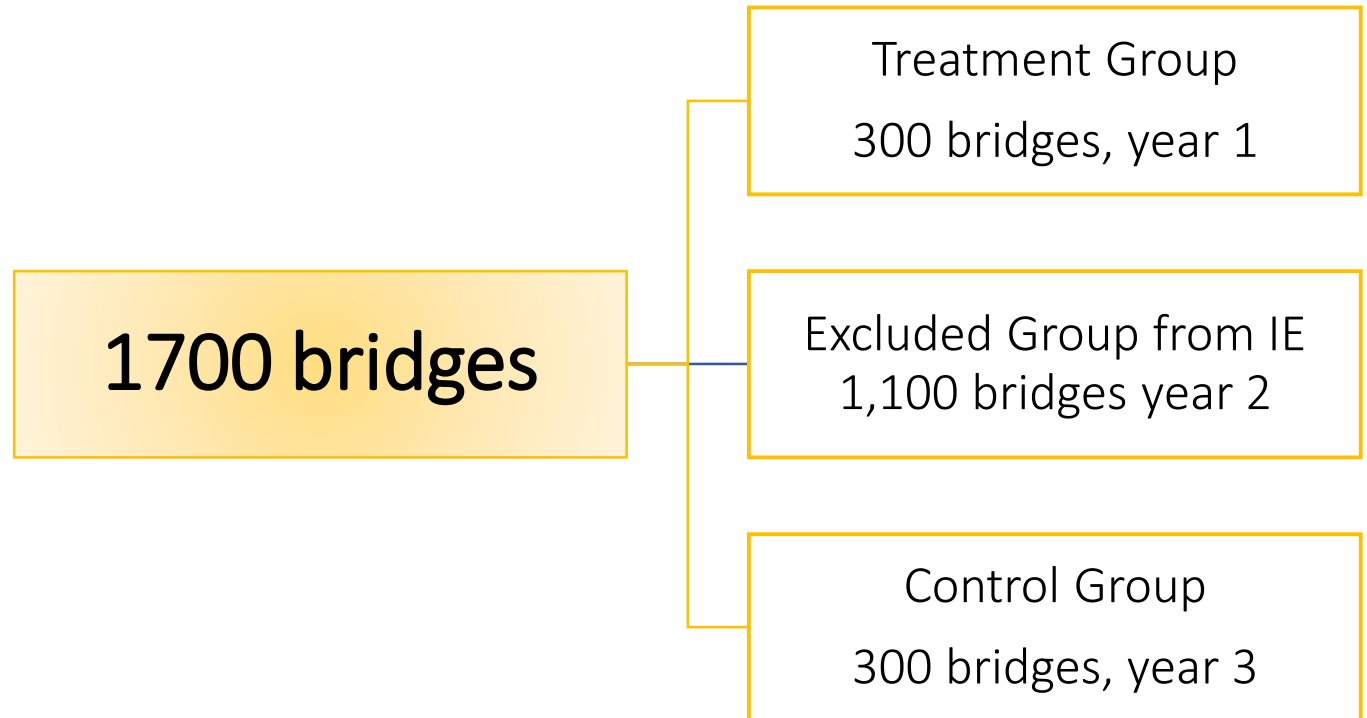 Treatment Group
300 bridges, year 1
1700 bridges
Excluded Group from IE
1,100 bridges year 2
Control Group
300 bridges, year 3